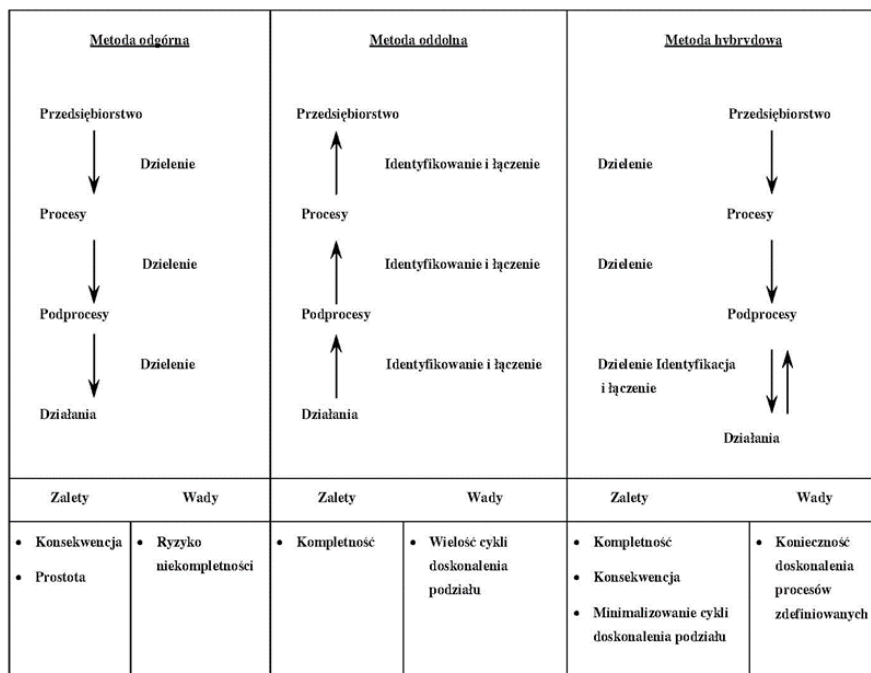 Metoda odgórna
Przedsiębiorstwo
Dzielenie
Procesy
Dzielenie
Podprocesy
Dzielenie
Działania
Metoda oddolna
Przedsiębiorstwo
Identyfikowanie i łączenie
Procesy
Identyfikowanie i łączenie
Podprocesy
Identyfikowanie i łączenie
Działania
Metoda hybrydowa
Przedsiębiorstwo
Dzielenie
Procesy
Dzielenie
Podprocesy
Dzielenie Identyfikacja
i łączenie
Działania
Zalety
Wady
Zalety
Wady
Zalety
Wady
• Konsekwencja
• Prostota
• Ryzyko
niekompletności
• Kompletność
• Wielość cykli
doskonalenia
podziału
• Kompletność
• Konsekwencja
• Minimalizowanie cykli
doskonalenia podziału
• Konieczność
doskonalenia
procesów
zdefiniowanych